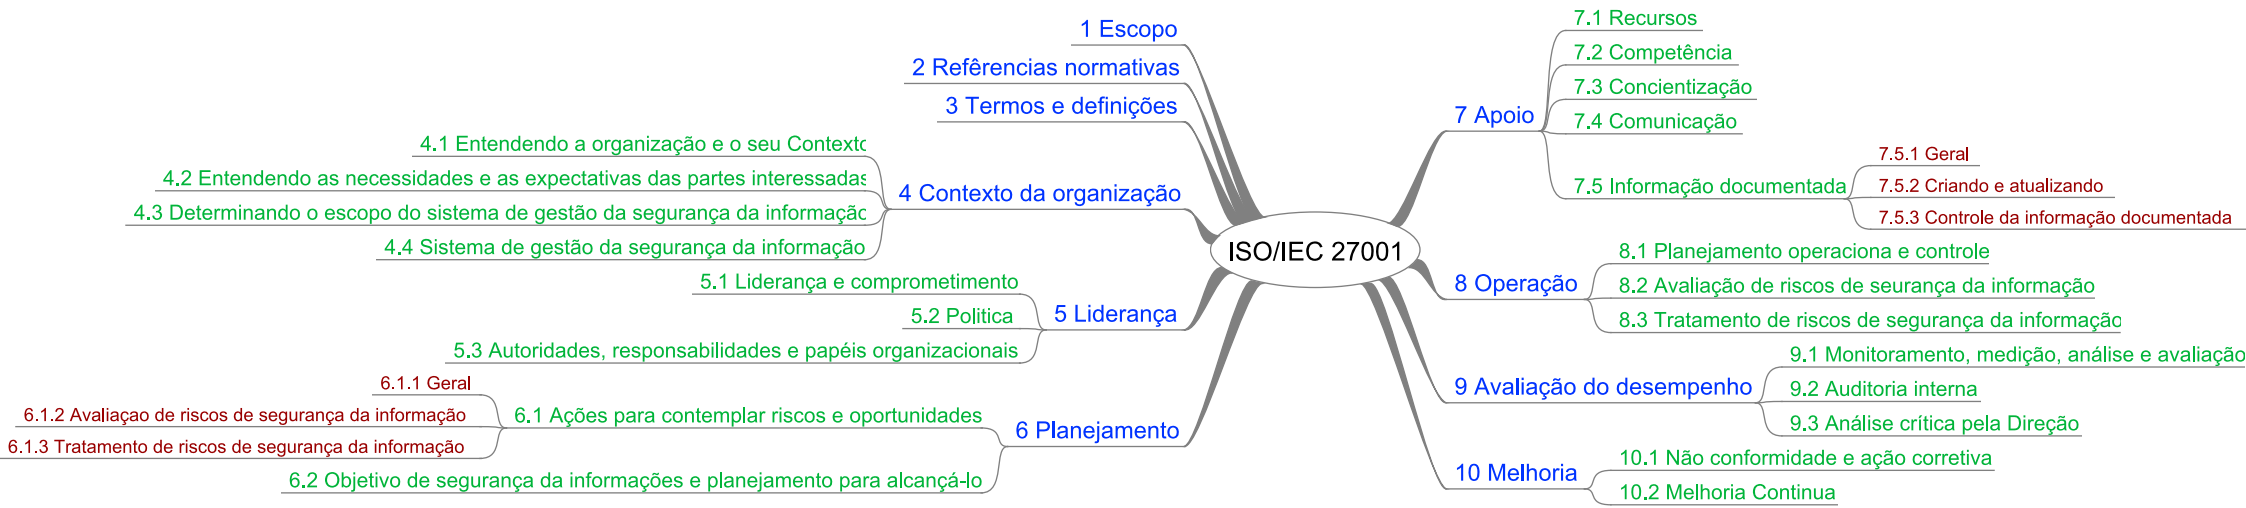 ISO/IEC 27001
1 Escopo
2 Refêrencias normativas
3 Termos e definições
4 Contexto da organização
4.1 Entendendo a organização e o seu Contexto
4.2 Entendendo as necessidades e as expectativas das partes interessadas
4.3 Determinando o escopo do sistema de gestão da segurança da informação
4.4 Sistema de gestão da segurança da informação
5 Liderança
5.1 Liderança e comprometimento
5.2 Politica
5.3 Autoridades, responsabilidades e papéis organizacionais
6 Planejamento
6.1 Ações para contemplar riscos e oportunidades
6.1.1 Geral
6.1.2 Avaliaçao de riscos de segurança da informação
6.1.3 Tratamento de riscos de segurança da informação
6.2 Objetivo de segurança da informações e planejamento para alcançá-lo
7 Apoio
7.1 Recursos
7.2 Competência
7.3 Concientização
7.4 Comunicação
7.5 Informação documentada
7.5.1 Geral
7.5.2 Criando e atualizando
7.5.3 Controle da informação documentada
8 Operação
8.1 Planejamento operaciona e controle
8.2 Avaliação de riscos de seurança da informação
8.3 Tratamento de riscos de segurança da informação
9 Avaliação do desempenho
9.1 Monitoramento, medição, análise e avaliação
9.2 Auditoria interna
9.3 Análise crítica pela Direção
10 Melhoria
10.1 Não conformidade e ação corretiva
10.2 Melhoria Continua